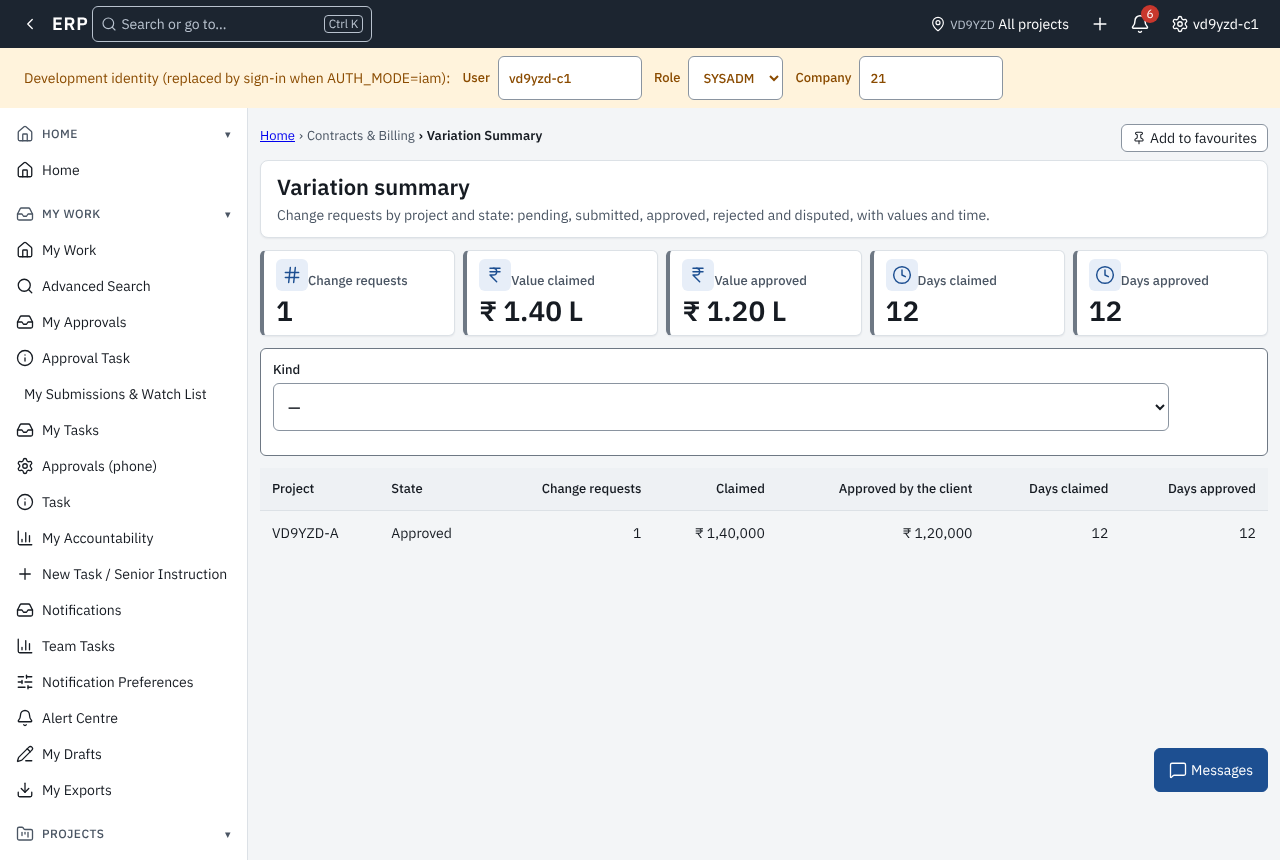 ERP
Search or go to...
Ctrl K
VD9YZD All projects
6
vd9yzd-c1
Development identity (replaced by sign-in when AUTH_MODE=iam):
User
vd9yzd-c1
Role
SYSADM
Company
21
HOME
Home
MY WORK
My Work
Advanced Search
My Approvals
Approval Task
My Submissions & Watch List
My Tasks
Approvals (phone)
Task
My Accountability
New Task / Senior Instruction
Notifications
Team Tasks
Notification Preferences
Alert Centre
My Drafts
My Exports
PROJECTS
Home › Contracts & Billing › Variation Summary
Add to favourites
Variation summary
Change requests by project and state: pending, submitted, approved, rejected and disputed, with values and time.
Change requests
1
Value claimed
₹ 1.40 L
Value approved
₹ 1.20 L
Days claimed
12
Days approved
12
Kind
—
Project State Change requests Claimed Approved by the client Days claimed Days approved
VD9YZD-A Approved 1 ₹ 1,40,000 ₹ 1,20,000 12 12
Messages